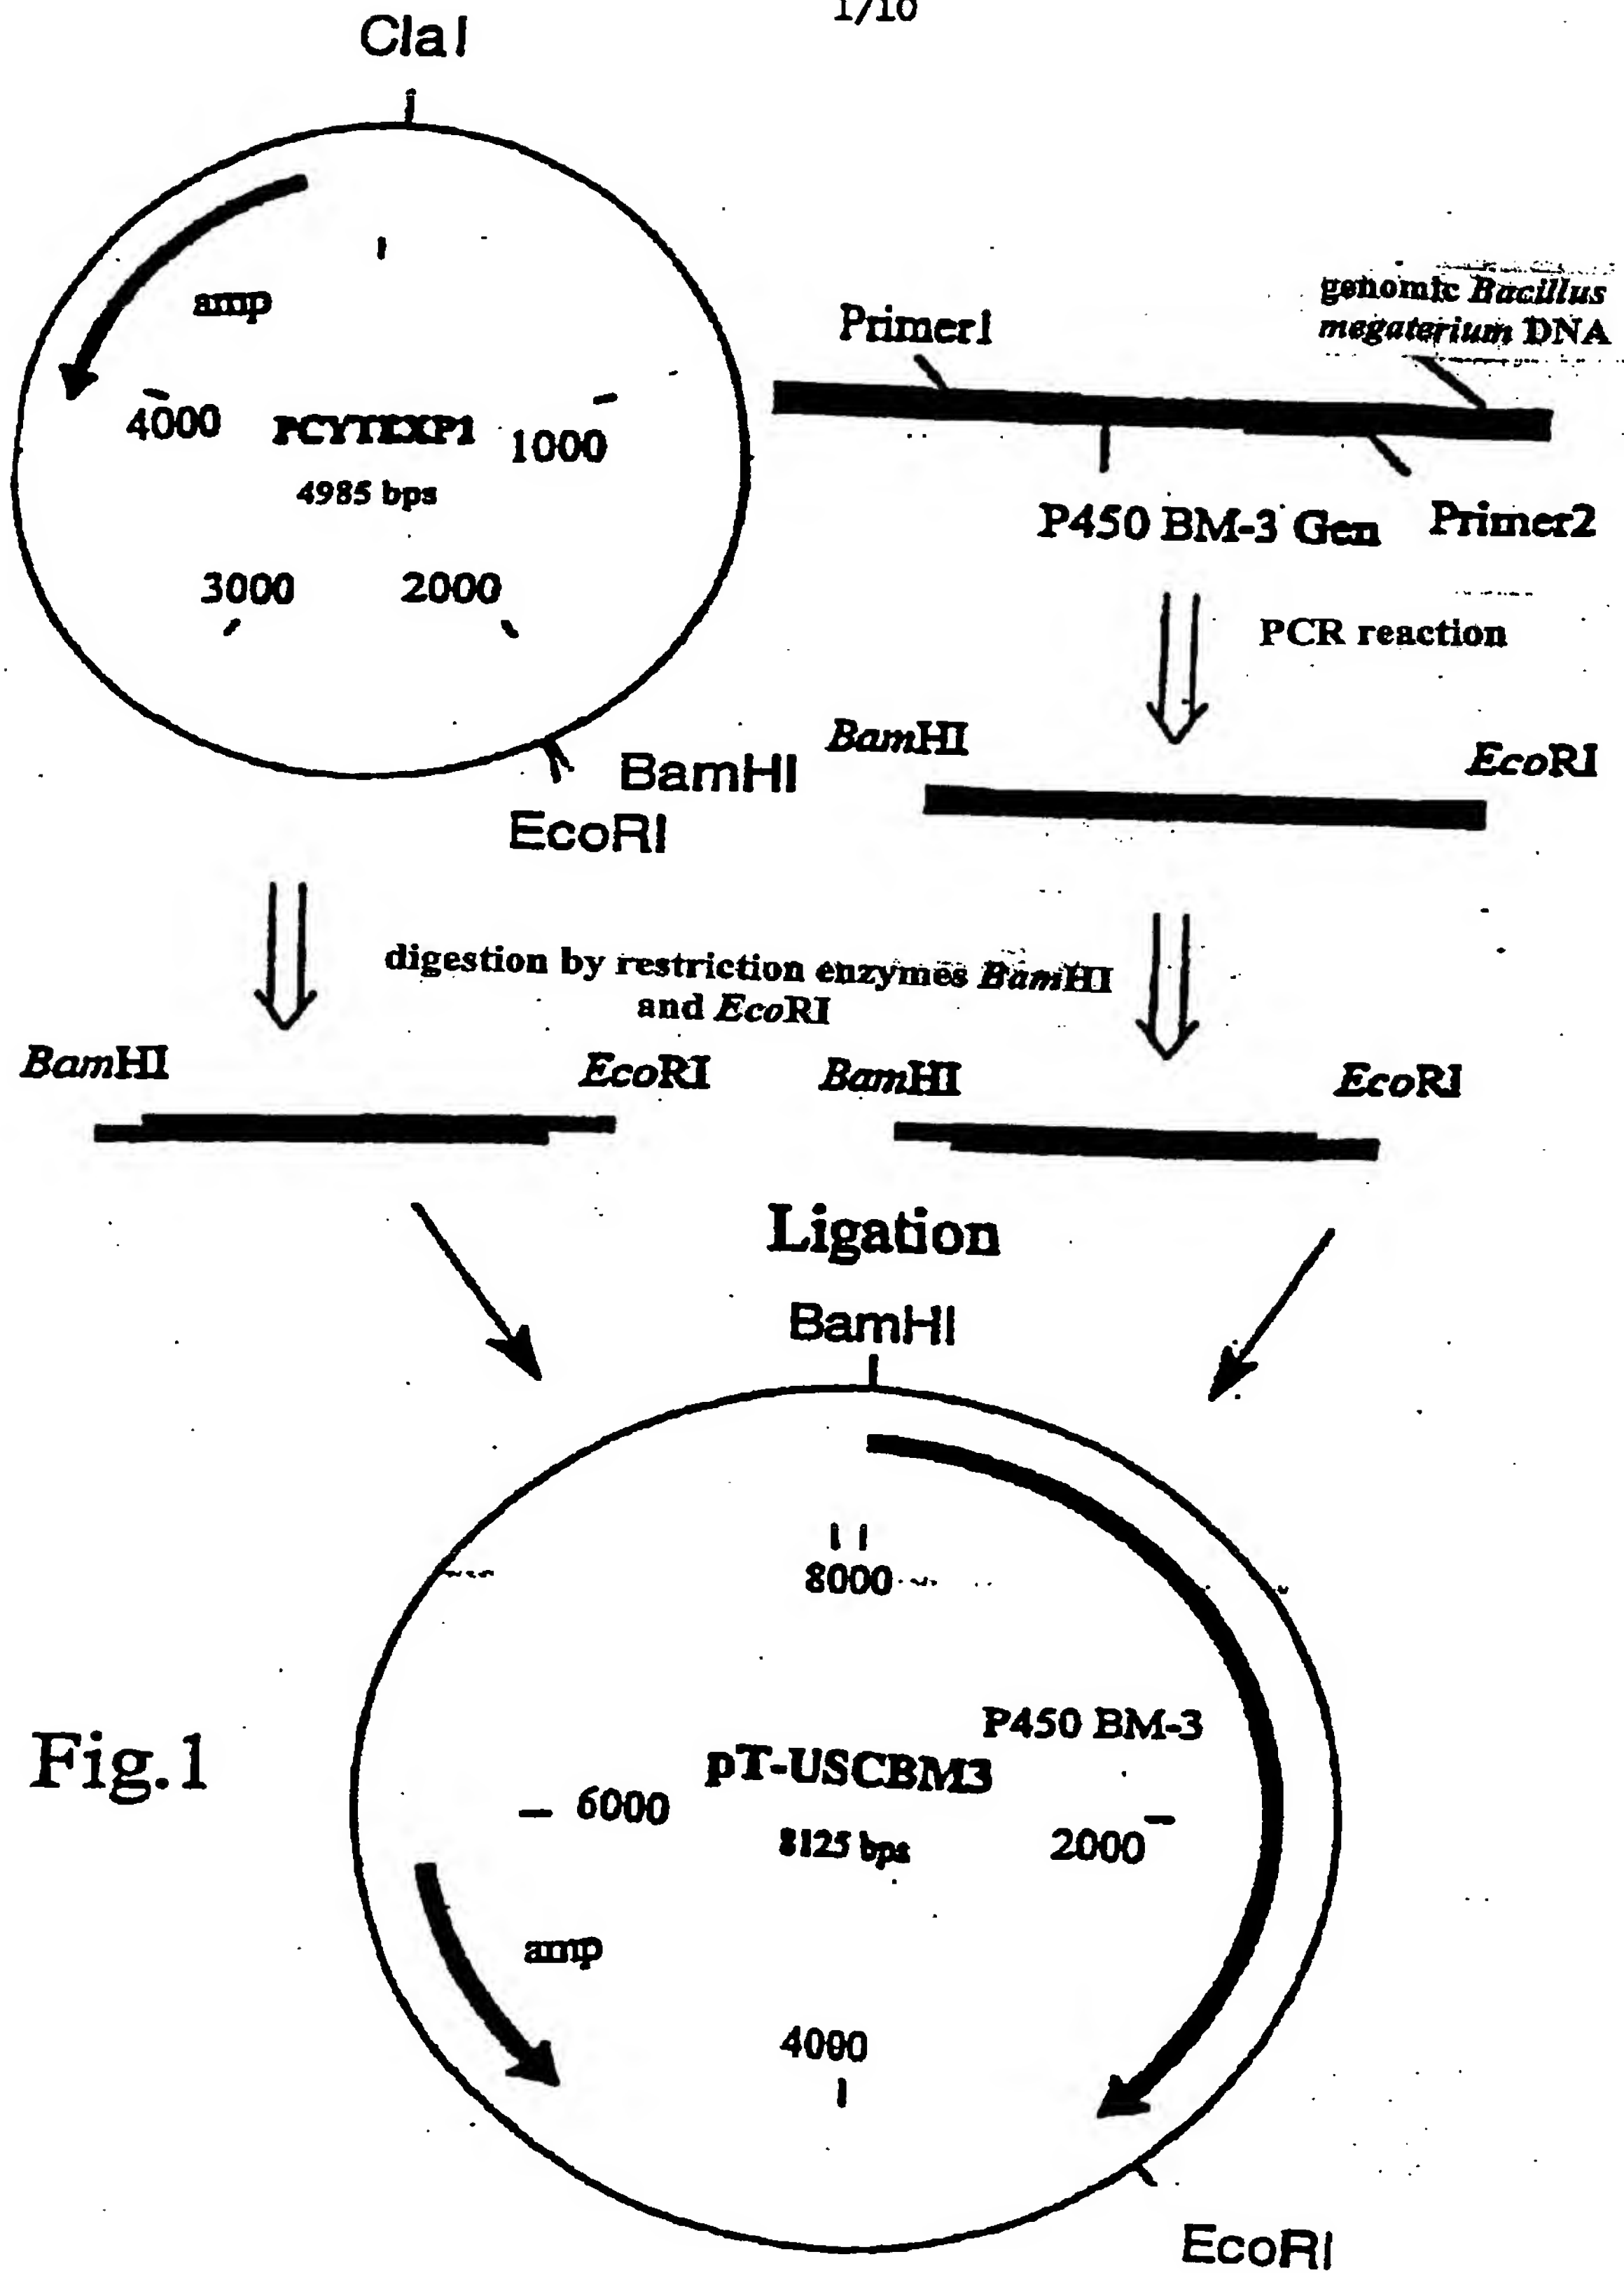 1/10
ClaI
amp
4000
PCYTEXP1
1000
4985 bps
3000
2000
BamHI
EcoRI
Primer1
genomic Bacillus
megaterium DNA
P450 BM-3 Gen
Primer2
PCR reaction
BamHI
EcoRI
digestion by restriction enzymes BamHI
and EcoRI
BamHI
EcoRI
BamHI
EcoRI
Ligation
BamHI
8000
P450 BM-3
pT-USCBM3
6000
8125 bps
2000
amp
4000
EcoRI
Fig.1